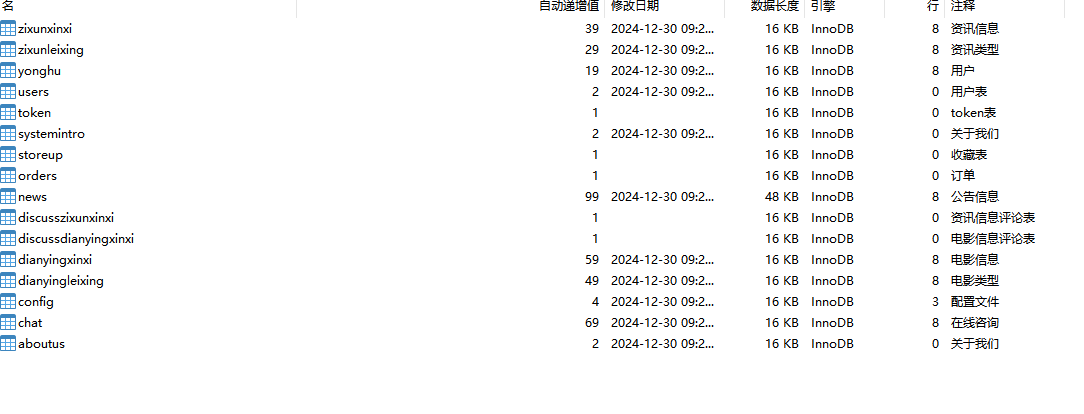 名 自动递增值 修改日期 数据长度 引擎 行 注释
zixunxinxi 39 2024-12-30 09:2... 16 KB InnoDB 8 资讯信息
zixunleixing 29 2024-12-30 09:2... 16 KB InnoDB 8 资讯类型
yonghu 19 2024-12-30 09:2... 16 KB InnoDB 8 用户
users 2 2024-12-30 09:2... 16 KB InnoDB 0 用户表
token 1 16 KB InnoDB 0 token表
systemintro 2 2024-12-30 09:2... 16 KB InnoDB 0 关于我们
storeup 1 16 KB InnoDB 0 收藏表
orders 1 16 KB InnoDB 0 订单
news 99 2024-12-30 09:2... 48 KB InnoDB 8 公告信息
discusszixunxinxi 1 16 KB InnoDB 0 资讯信息评论表
discussdianyingxinxi 1 16 KB InnoDB 0 电影信息评论表
dianyingxinxi 59 2024-12-30 09:2... 16 KB InnoDB 8 电影信息
dianyingleixing 49 2024-12-30 09:2... 16 KB InnoDB 8 电影类型
config 4 2024-12-30 09:2... 16 KB InnoDB 3 配置文件
chat 69 2024-12-30 09:2... 16 KB InnoDB 8 在线咨询
aboutus 2 2024-12-30 09:2... 16 KB InnoDB 0 关于我们